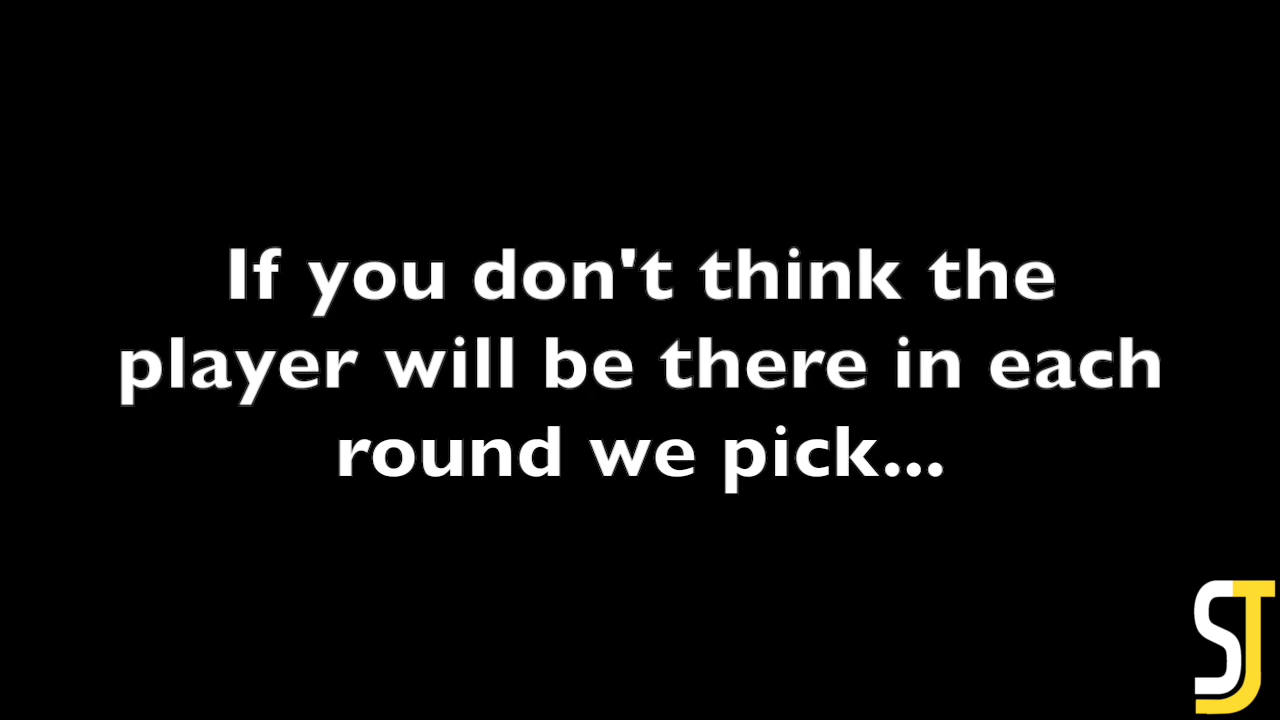 If you don't think the
player will be there in each
round we pick...
SJ